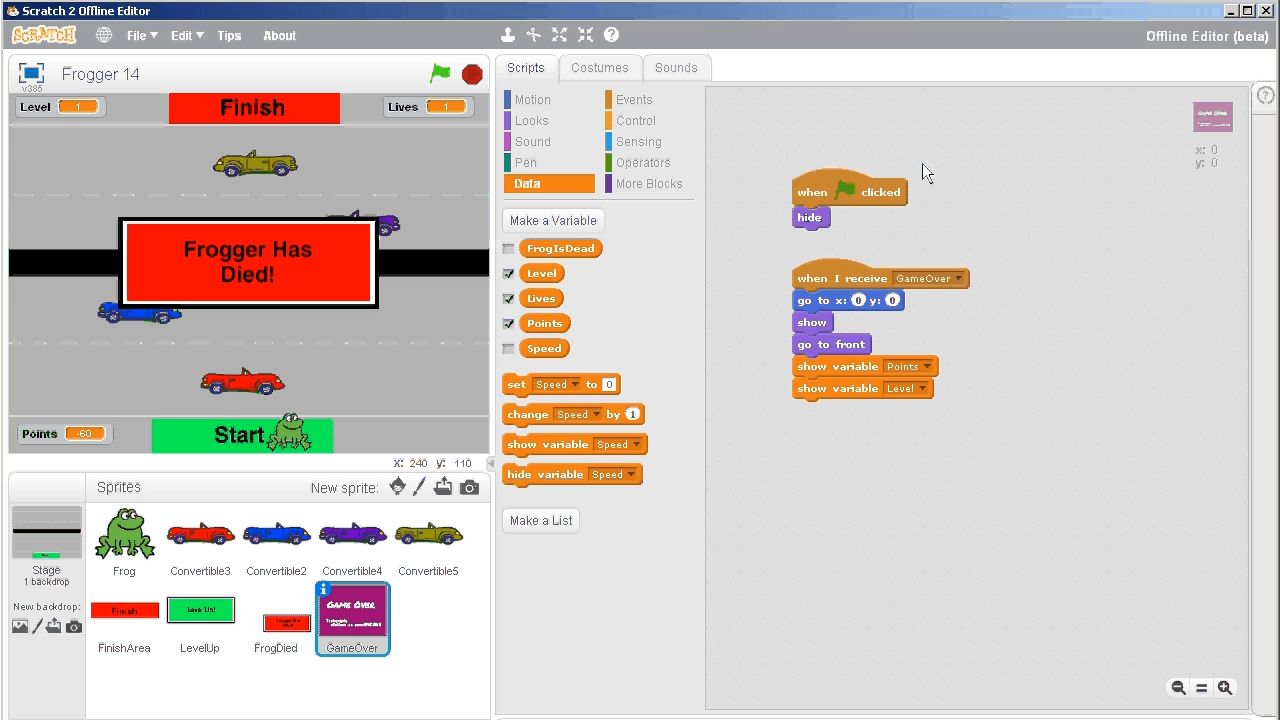 Scratch 2 Offline Editor
SCRATCH File Edit Tips About Offline Editor (beta)
Frogger 14
v385
Level 1 Finish Lives 1
Frogger Has
Died!
Points -60 Start
x: 240 y: 110
Sprites New sprite:
Frog Convertible3 Convertible2 Convertible4 Convertible5
Stage
1 backdrop
New backdrop:
Finish Level Up! GAME OVER
FinishArea LevelUp FrogDied GameOver
Scripts Costumes Sounds
Motion Events
Looks Control
Sound Sensing
Pen Operators
Data More Blocks
Make a Variable
FrogIsDead
Level
Lives
Points
Speed
set Speed to 0
change Speed by 1
show variable Speed
hide variable Speed
Make a List
when clicked
hide
when I receive GameOver
go to x: 0 y: 0
show
go to front
show variable Points
show variable Level
x: 0
y: 0